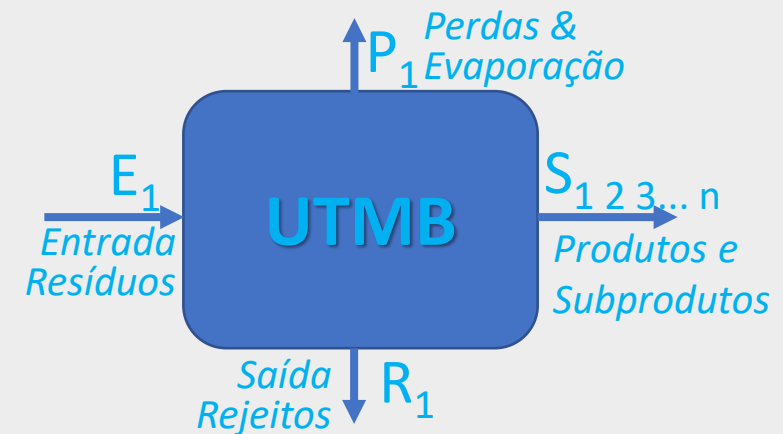 P₁ Perdas &
Evaporação
E₁
Entrada
Resíduos
UTMB
S₁ ₂ ₃... ₙ
Produtos e
Subprodutos
Saída
Rejeitos
R₁